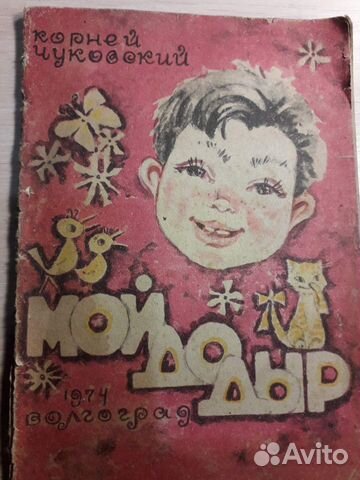 Корней
Чуковский
МОЙДОДЫР
1974
Волгоград
Avito